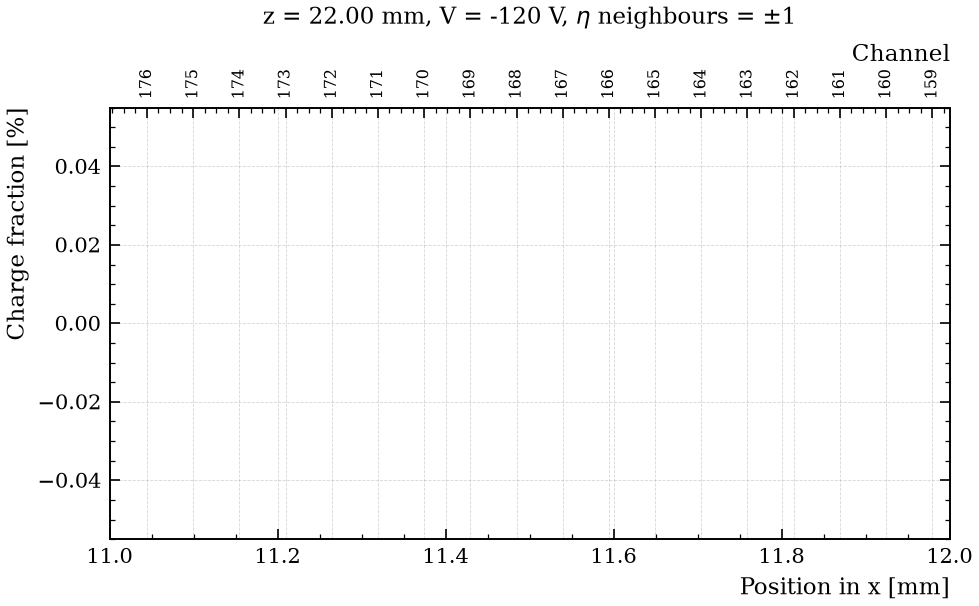 z = 22.00 mm, V = -120 V, η neighbours = ±1
Channel
176 175 174 173 172 171 170 169 168 167 166 165 164 163 162 161 160 159
Charge fraction [%]
0.04
0.02
0.00
−0.02
−0.04
11.0 11.2 11.4 11.6 11.8 12.0
Position in x [mm]